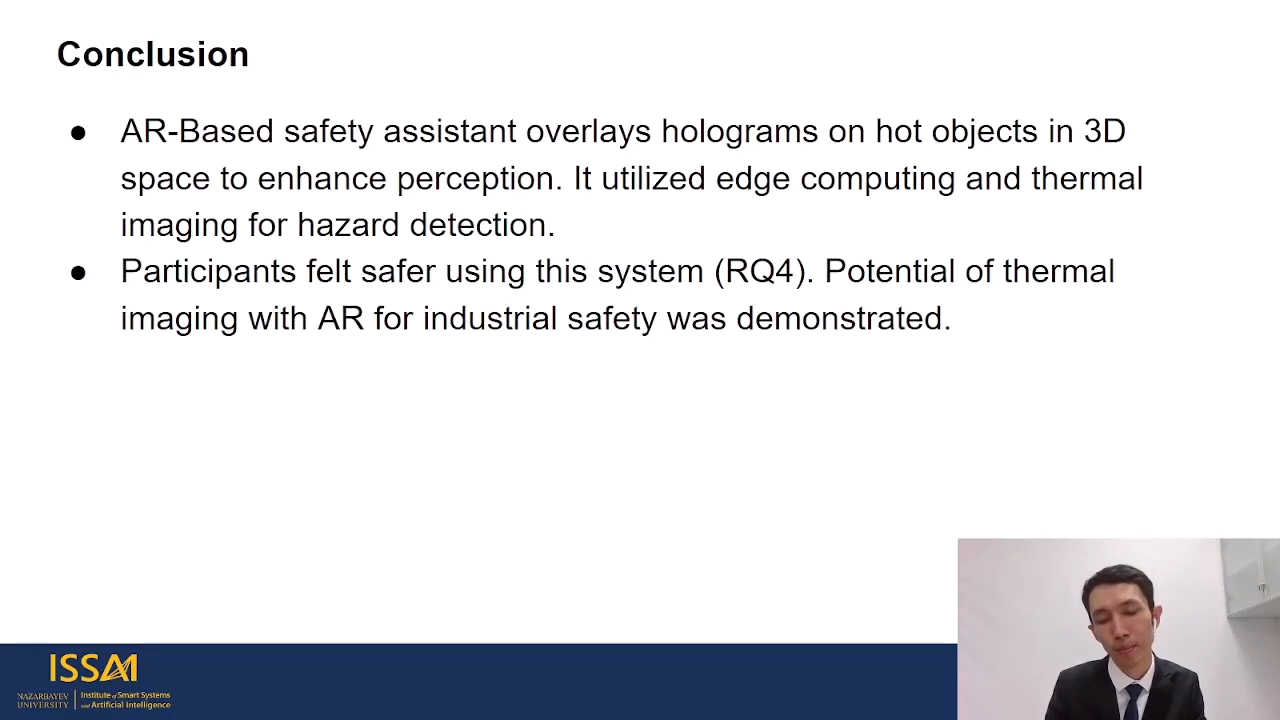 Conclusion
● AR-Based safety assistant overlays holograms on hot objects in 3D
space to enhance perception. It utilized edge computing and thermal
imaging for hazard detection.
● Participants felt safer using this system (RQ4). Potential of thermal
imaging with AR for industrial safety was demonstrated.
ISSAI
NAZARBAYEV
UNIVERSITY
Institute of Smart Systems
and Artificial Intelligence